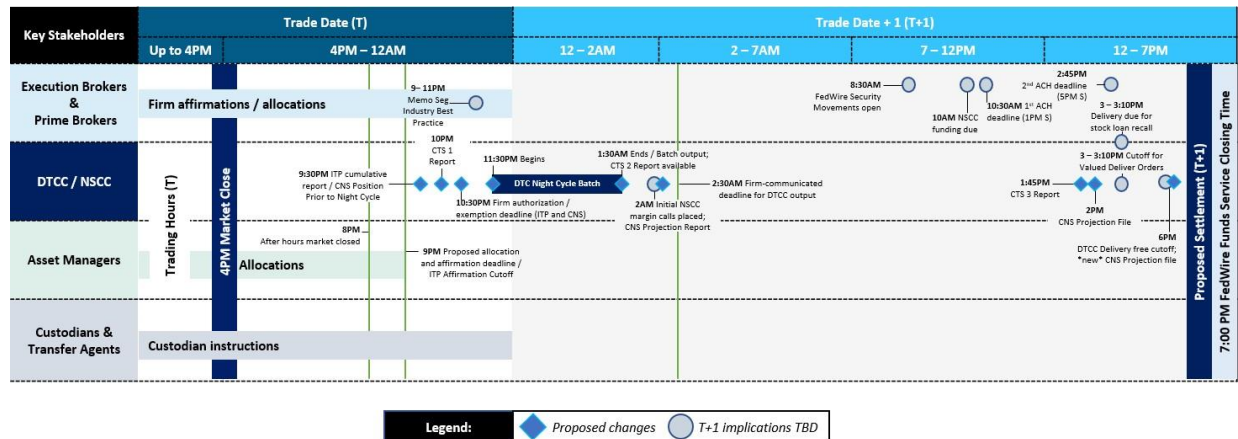 Key Stakeholders
Trade Date (T)
Trade Date + 1 (T+1)
Up to 4PM
4PM – 12AM
12 – 2AM
2 – 7AM
7 – 12PM
12 – 7PM
Execution Brokers
&
Prime Brokers
Firm affirmations / allocations
9– 11PM
Memo Seg
Industry Best
Practice
8:30AM
FedWire Security
Movements open
10AM NSCC
funding due
10:30AM 1st ACH
deadline (1PM S)
2:45PM
2nd ACH
deadline
(5PM S)
3 – 3:10PM
Delivery due for
stock loan recall
DTCC / NSCC
9:30PM ITP cumulative
report / CNS Position
Prior to Night Cycle
10PM
CTS 1
Report
10:30PM Firm authorization /
exemption deadline (ITP and CNS)
11:30PM Begins
DTC Night Cycle Batch
1:30AM Ends / Batch output;
CTS 2 Report available
2AM Initial NSCC
margin calls placed;
CNS Projection Report
2:30AM Firm-communicated
deadline for DTCC output
1:45PM
CTS 3 Report
2PM
CNS Projection File
3 – 3:10PM Cutoff for
Valued Deliver Orders
6PM
DTCC Delivery free cutoff;
*new* CNS Projection file
Asset Managers
8PM
After hours market closed
9PM Proposed allocation
and affirmation deadline /
ITP Affirmation Cutoff
Allocations
Custodians &
Transfer Agents
Custodian instructions
Trading Hours (T)
4PM Market Close
Proposed Settlement (T+1)
7:00 PM FedWire Funds Service Closing Time
Legend:
Proposed changes
T+1 implications TBD